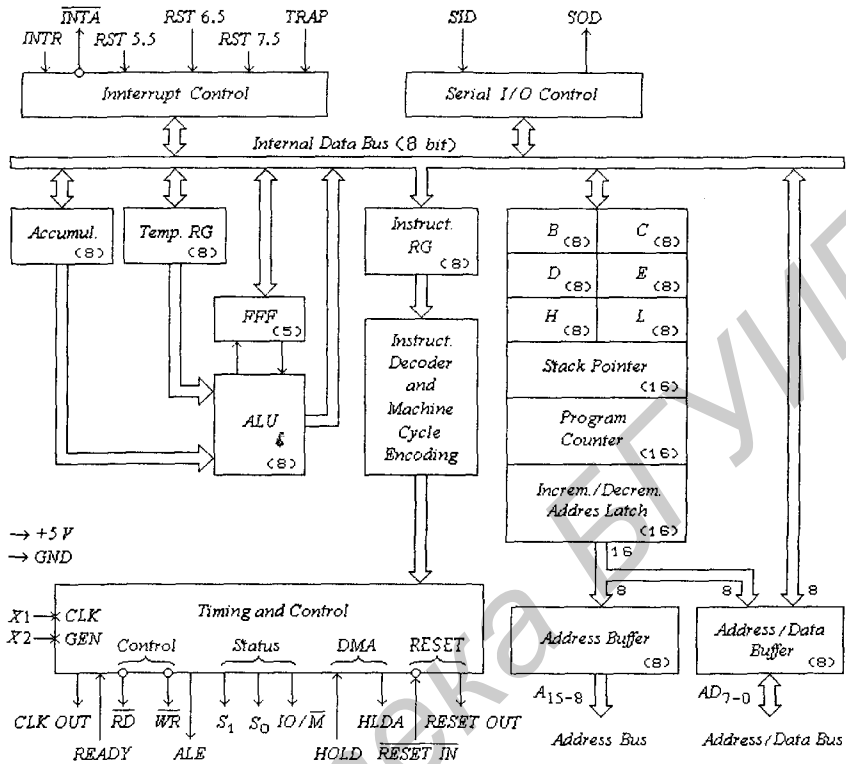 INTR
INTA
RST 5.5
RST 6.5
RST 7.5
TRAP
SID
SOD
Innterrupt Control
Serial I/O Control
Internal Data Bus (8 bit)
Accumul.
(8)
Temp. RG
(8)
FFF
(5)
ALU
(8)
Instruct.
RG
(8)
Instruct.
Decoder
and
Machine
Cycle
Encoding
B (8)
C (8)
D (8)
E (8)
H (8)
L (8)
Stack Pointer
(16)
Program
Counter
(16)
Increm./Decrem.
Addres Latch
(16)
16
8
8
8
+5 V
GND
X1
CLK
X2
GEN
Timing and Control
Control
Status
DMA
RESET
CLK OUT
READY
RD
WR
ALE
S1
S0
IO/M
HOLD
HLDA
RESET IN
RESET OUT
Address Buffer
(8)
Address/Data
Buffer
(8)
A15-8
AD7-0
Address Bus
Address/Data Bus
БГУИР